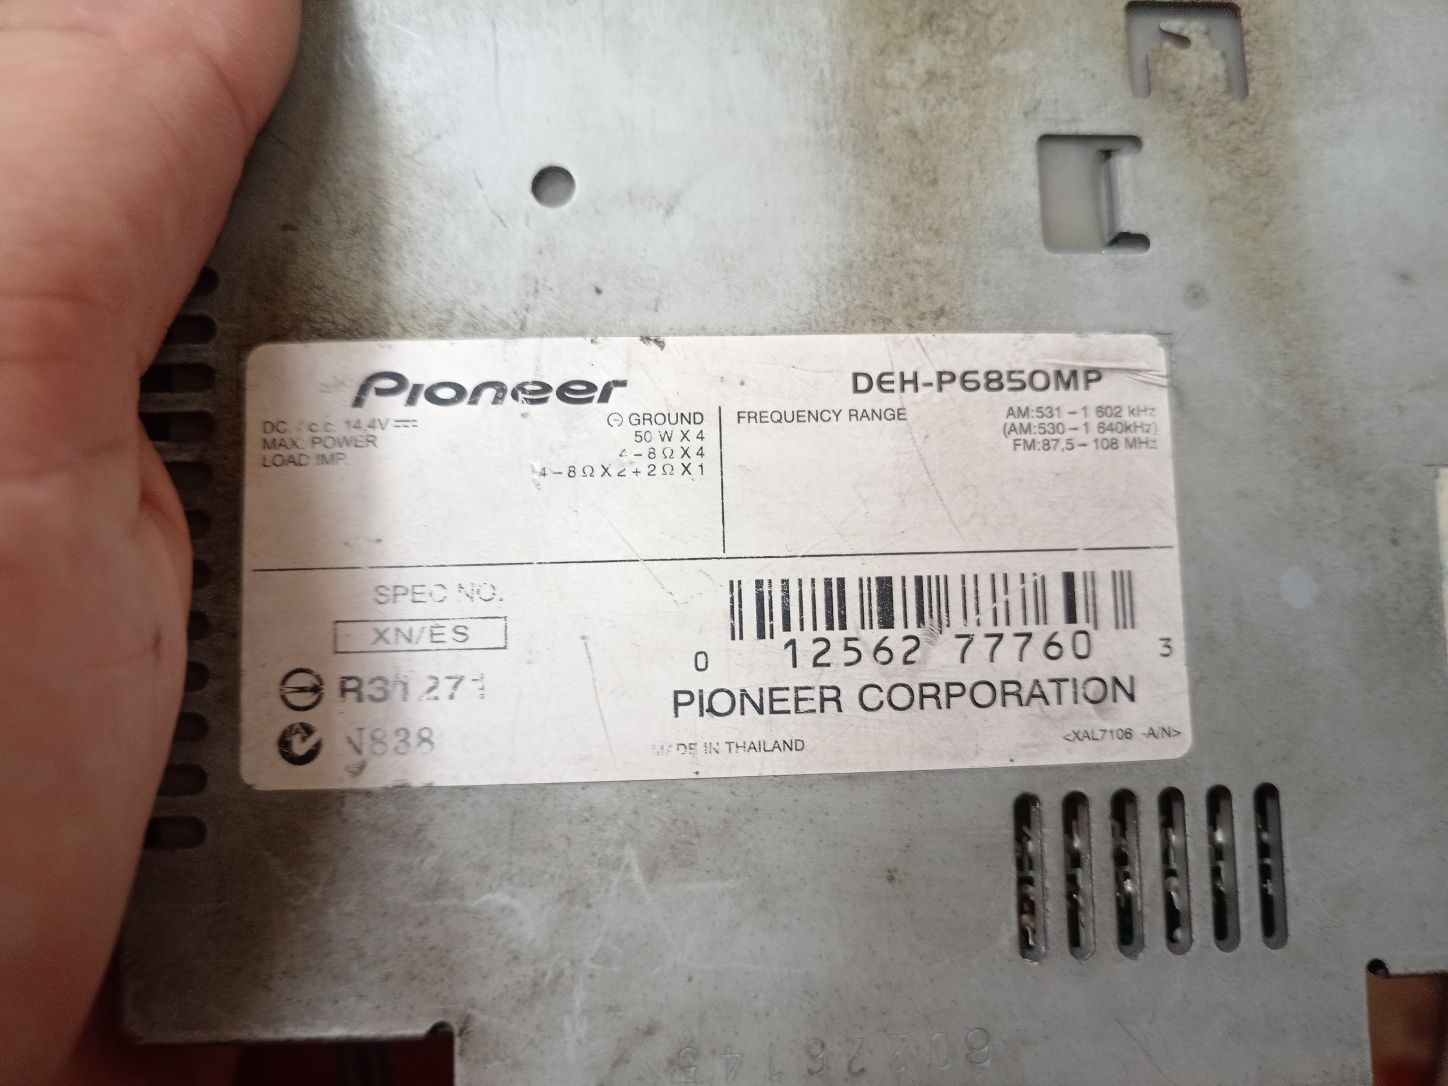 Pioneer
DEH-P6850MP
DC. / c.c. 14,4V
GROUND
MAX. POWER
50 W X 4
LOAD IMP.
4-8 Ω X 4
4-8 Ω X 2 + 2 Ω X 1
FREQUENCY RANGE
AM:531-1 602 kHz
(AM:530-1 640kHz)
FM:87,5-108 MHz
SPEC NO.
XN/ES
R31271
N838
0 12562 77760 3
PIONEER CORPORATION
MADE IN THAILAND
<XAL7106 -A/N>